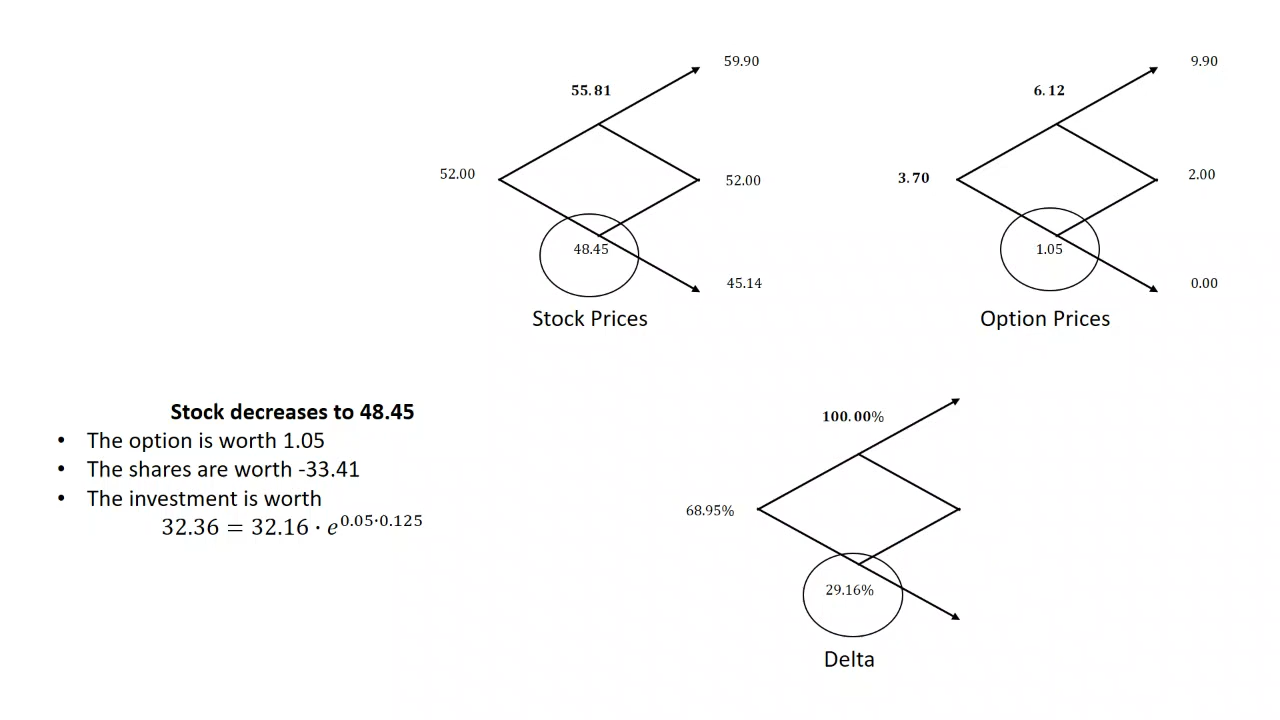 59.90
9.90
55.81
6.12
52.00
52.00
3.70
2.00
48.45
1.05
45.14
0.00
Stock Prices
Option Prices
Stock decreases to 48.45
• The option is worth 1.05
• The shares are worth -33.41
• The investment is worth
32.36 = 32.16 · e^{0.05·0.125}
100.00%
68.95%
29.16%
Delta